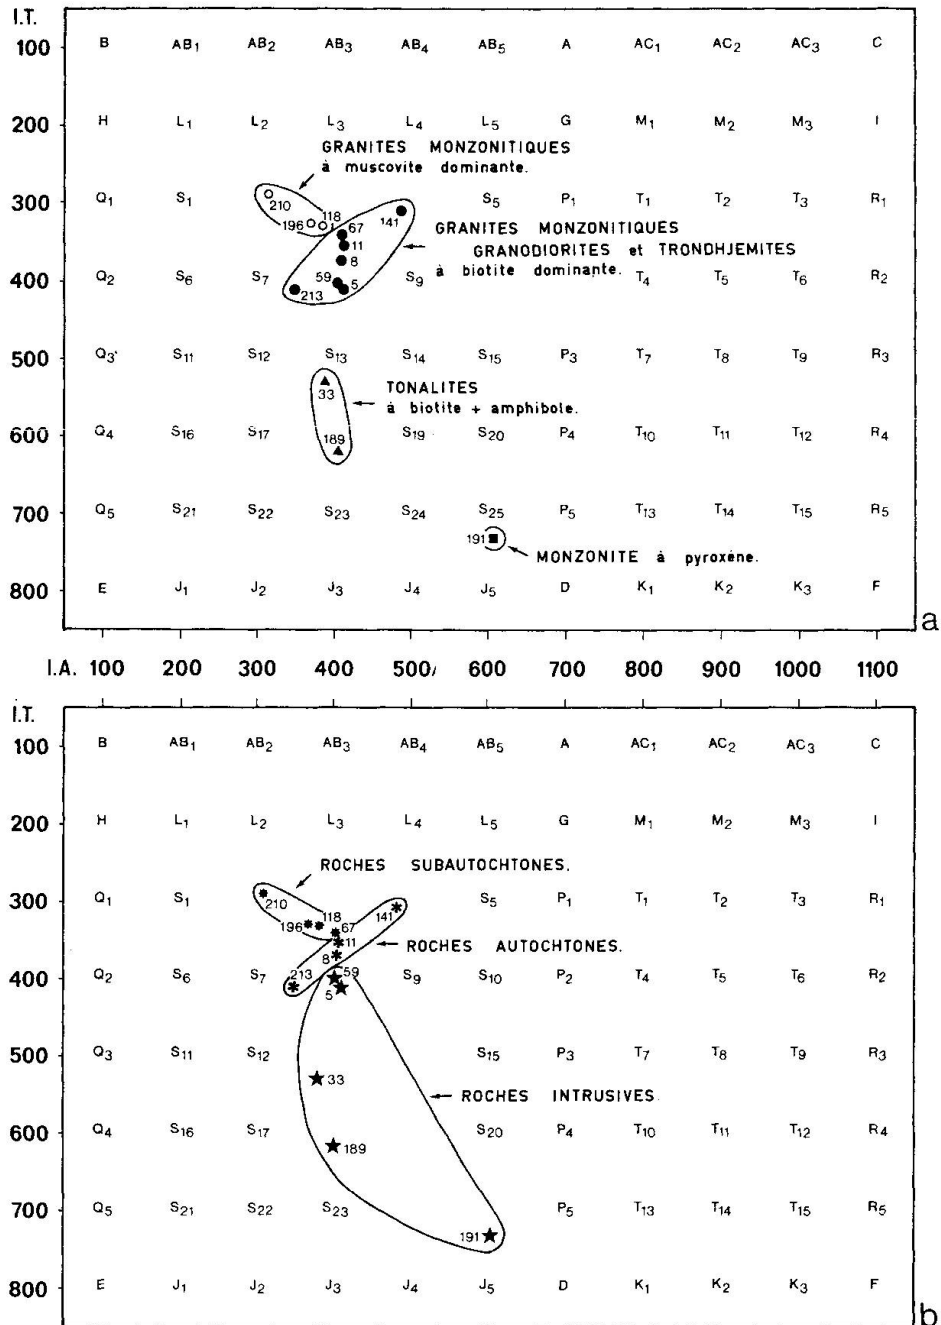 I.T.
100 B AB1 AB2 AB3 AB4 AB5 A AC1 AC2 AC3 C
200 H L1 L2 L3 L4 L5 G M1 M2 M3 I
GRANITES MONZONITIQUES
à muscovite dominante.
300 Q1 S1 S5 P1 T1 T2 T3 R1
210
196 118 67 141
GRANITES MONZONITIQUES
11 GRANODIORITES et TRONDHJEMITES
8 à biotite dominante.
400 Q2 S6 S7 S9 T4 T5 T6 R2
59
213 5
500 Q3 S11 S12 S13 S14 S15 P3 T7 T8 T9 R3
33 TONALITES
à biotite + amphibole.
600 Q4 S16 S17 189 S19 S20 P4 T10 T11 T12 R4
700 Q5 S21 S22 S23 S24 S25 P5 T13 T14 T15 R5
191
MONZONITE à pyroxène.
800 E J1 J2 J3 J4 J5 D K1 K2 K3 F
a
I.A. 100 200 300 400 500 600 700 800 900 1000 1100
I.T.
100 B AB1 AB2 AB3 AB4 AB5 A AC1 AC2 AC3 C
200 H L1 L2 L3 L4 L5 G M1 M2 M3 I
ROCHES SUBAUTOCHTONES.
300 Q1 S1 S5 P1 T1 T2 T3 R1
210
196 118 67 141
11 ROCHES AUTOCHTONES.
8
400 Q2 S6 S7 213 59 S9 S10 P2 T4 T5 T6 R2
5
500 Q3 S11 S12 S15 P3 T7 T8 T9 R3
33
ROCHES INTRUSIVES.
600 Q4 S16 S17 S20 P4 T10 T11 T12 R4
189
700 Q5 S21 S22 S23 P5 T13 T14 T15 R5
191
800 E J1 J2 J3 J4 J5 D K1 K2 K3 F
b